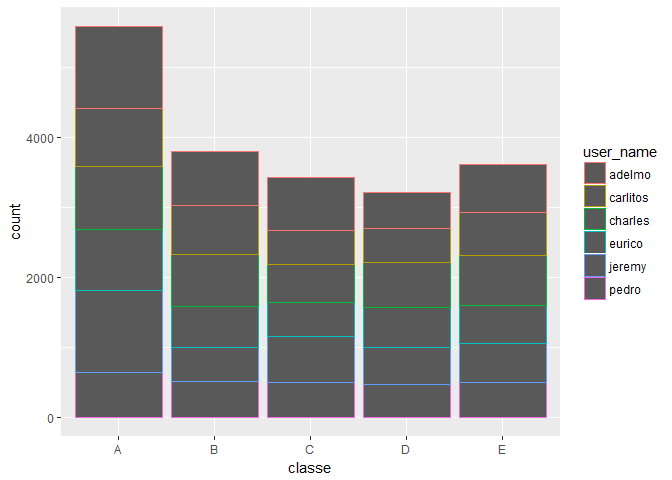 count
4000
2000
0
A B C D E
classe
user_name
adelmo
carlitos
charles
eurico
jeremy
pedro